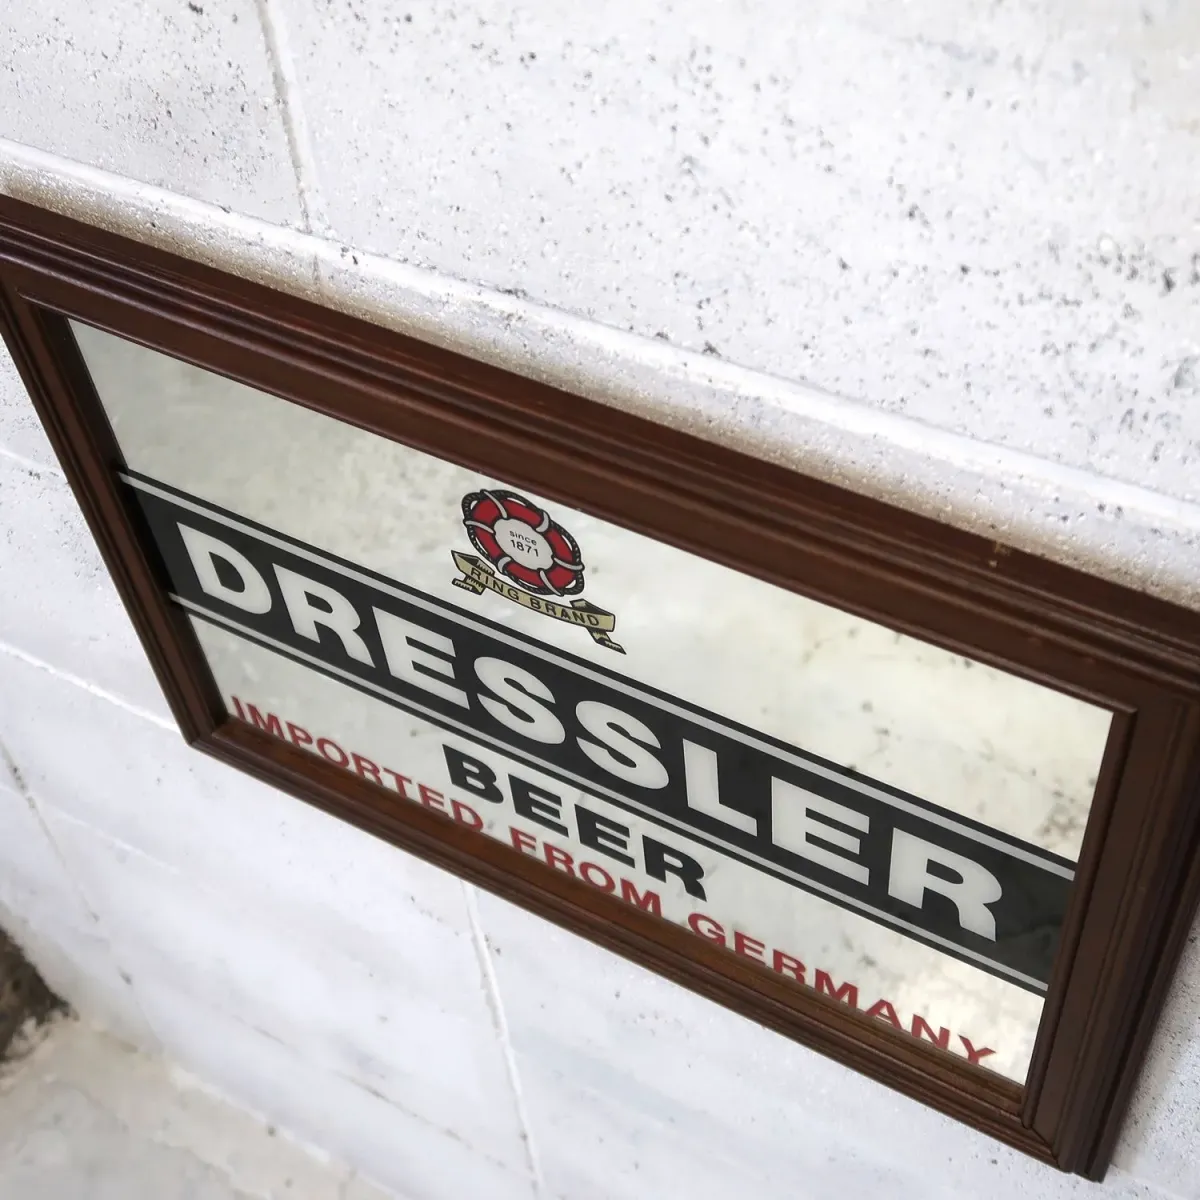 since
1871
RING BRAND
DRESSLER
BEER
IMPORTED FROM GERMANY